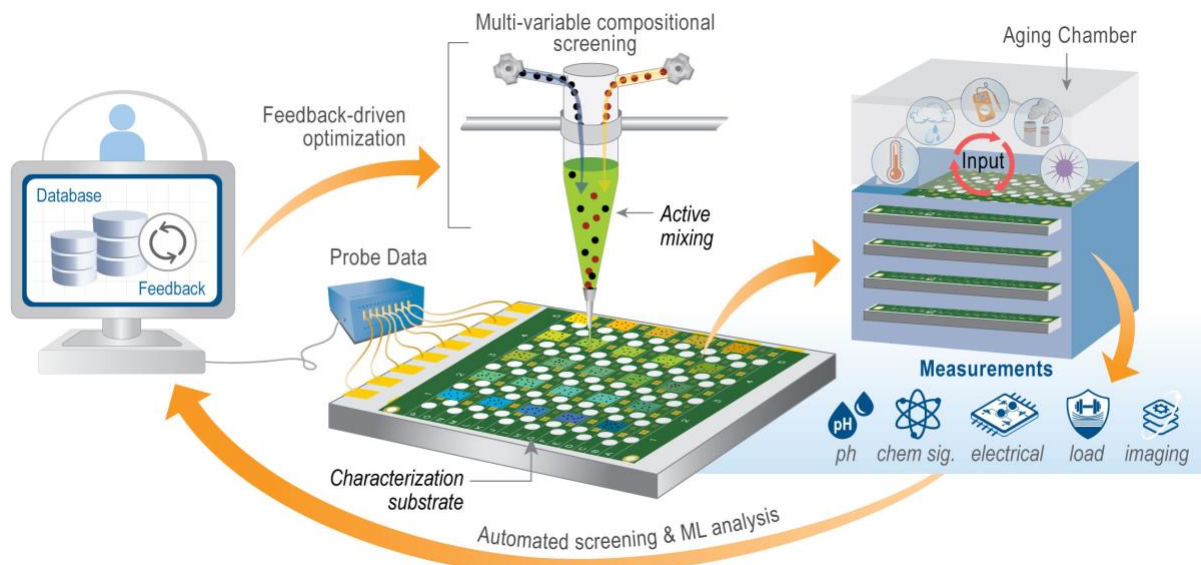 Multi-variable compositional
screening
Aging Chamber
Feedback-driven
optimization
Input
Database
Feedback
Active
mixing
Probe Data
Measurements
pH
ph
chem sig.
electrical
load
imaging
Characterization
substrate
Automated screening & ML analysis